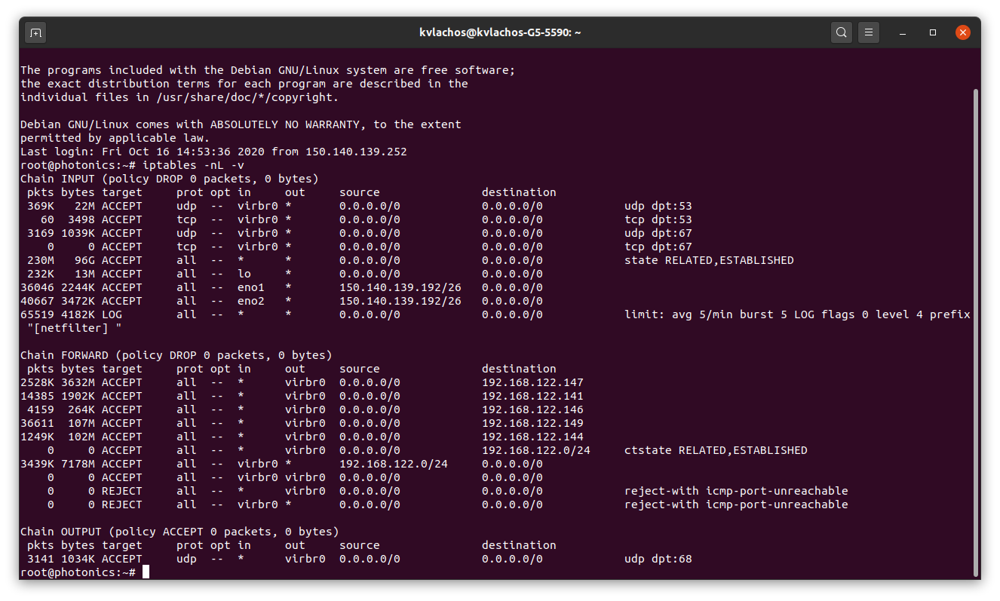 kvlachos@kvlachos-G5-5590: ~
The programs included with the Debian GNU/Linux system are free software;
the exact distribution terms for each program are described in the
individual files in /usr/share/doc/*/copyright.
Debian GNU/Linux comes with ABSOLUTELY NO WARRANTY, to the extent
permitted by applicable law.
Last login: Fri Oct 16 14:53:36 2020 from 150.140.139.252
root@photonics:~# iptables -nL -v
Chain INPUT (policy DROP 0 packets, 0 bytes)
 pkts bytes target     prot opt in     out     source               destination
 369K   22M ACCEPT     udp  --  virbr0 *       0.0.0.0/0            0.0.0.0/0            udp dpt:53
   60  3498 ACCEPT     tcp  --  virbr0 *       0.0.0.0/0            0.0.0.0/0            tcp dpt:53
 3169 1039K ACCEPT     udp  --  virbr0 *       0.0.0.0/0            0.0.0.0/0            udp dpt:67
    0     0 ACCEPT     tcp  --  virbr0 *       0.0.0.0/0            0.0.0.0/0            tcp dpt:67
 230M   96G ACCEPT     all  --  *      *       0.0.0.0/0            0.0.0.0/0            state RELATED,ESTABLISHED
 232K   13M ACCEPT     all  --  lo     *       0.0.0.0/0            0.0.0.0/0
36046 2244K ACCEPT     all  --  eno1   *       150.140.139.192/26   0.0.0.0/0
40667 3472K ACCEPT     all  --  eno2   *       150.140.139.192/26   0.0.0.0/0
65519 4182K LOG        all  --  *      *       0.0.0.0/0            0.0.0.0/0            limit: avg 5/min burst 5 LOG flags 0 level 4 prefix
 "[netfilter] "
Chain FORWARD (policy DROP 0 packets, 0 bytes)
 pkts bytes target     prot opt in     out     source               destination
2528K 3632M ACCEPT     all  --  *      virbr0  0.0.0.0/0            192.168.122.147
14385 1902K ACCEPT     all  --  *      virbr0  0.0.0.0/0            192.168.122.141
 4159  264K ACCEPT     all  --  *      virbr0  0.0.0.0/0            192.168.122.146
36611  107M ACCEPT     all  --  *      virbr0  0.0.0.0/0            192.168.122.149
1249K  102M ACCEPT     all  --  *      virbr0  0.0.0.0/0            192.168.122.144
    0     0 ACCEPT     all  --  *      virbr0  0.0.0.0/0            192.168.122.0/24     ctstate RELATED,ESTABLISHED
3439K 7178M ACCEPT     all  --  virbr0 *       192.168.122.0/24     0.0.0.0/0
    0     0 ACCEPT     all  --  virbr0 virbr0  0.0.0.0/0            0.0.0.0/0
    0     0 REJECT     all  --  *      virbr0  0.0.0.0/0            0.0.0.0/0            reject-with icmp-port-unreachable
    0     0 REJECT     all  --  virbr0 *       0.0.0.0/0            0.0.0.0/0            reject-with icmp-port-unreachable
Chain OUTPUT (policy ACCEPT 0 packets, 0 bytes)
 pkts bytes target     prot opt in     out     source               destination
 3141 1034K ACCEPT     udp  --  *      virbr0  0.0.0.0/0            0.0.0.0/0            udp dpt:68
root@photonics:~#